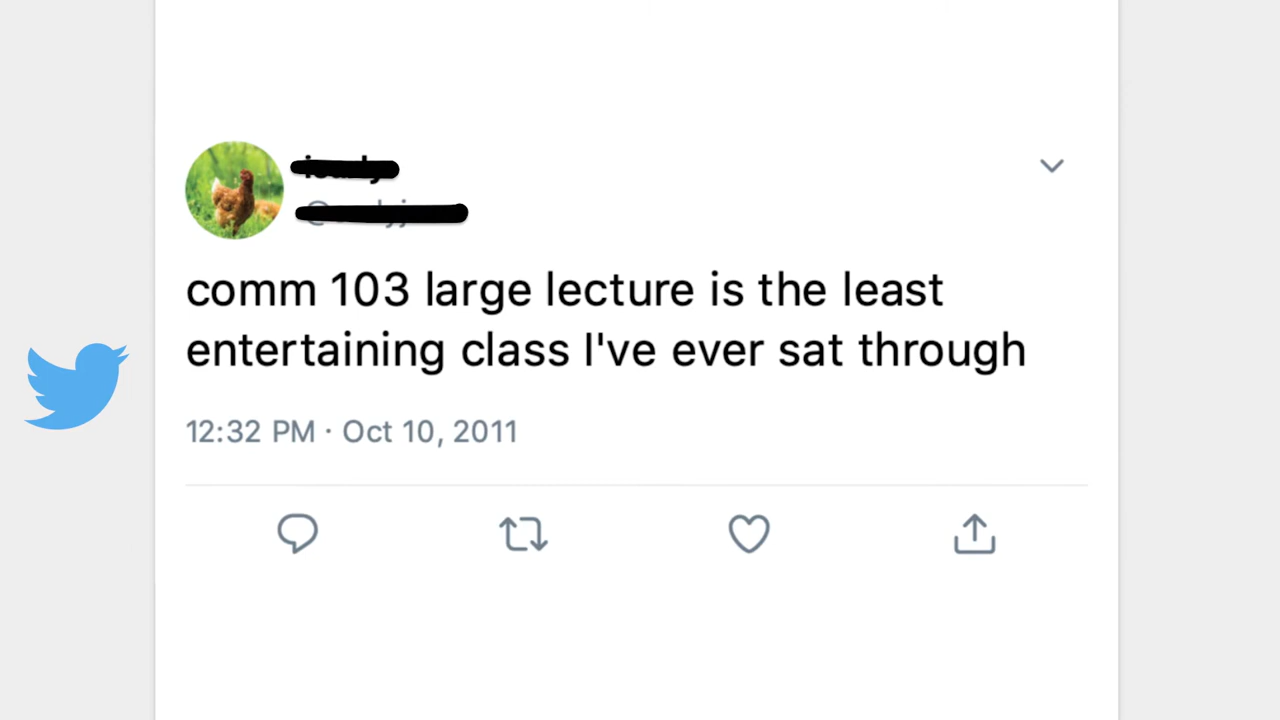 comm 103 large lecture is the least
entertaining class I've ever sat through
12:32 PM · Oct 10, 2011